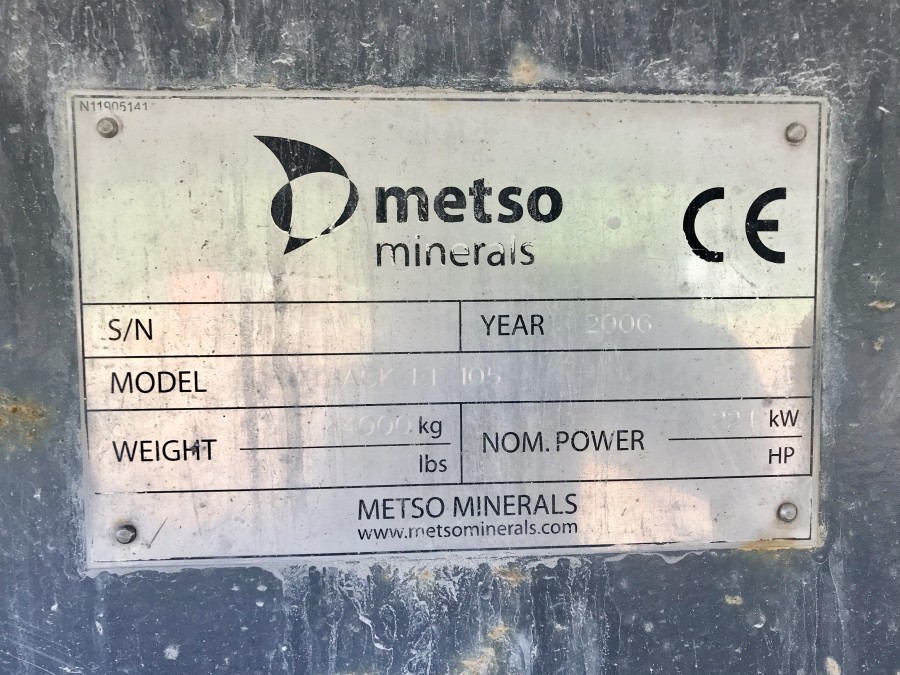 N11905141
metso
minerals
CE
S/N
YEAR 2006
MODEL 105
WEIGHT kg
lbs
NOM. POWER kW
HP
METSO MINERALS
www.metsominerals.com